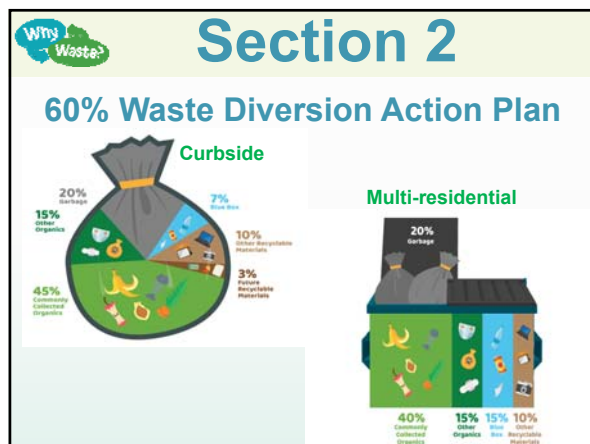 Why
Waste?
Section 2
60% Waste Diversion Action Plan
Curbside
20%
Garbage
15%
Other
Organics
45%
Commonly
Collected
Organics
7%
Blue Box
10%
Other Recyclable
Materials
3%
Future
Recyclable
Materials
Multi-residential
20%
Garbage
40%
Commonly
Collected
Organics
15%
Other
Organics
15%
Blue
Box
10%
Other
Recyclable
Materials